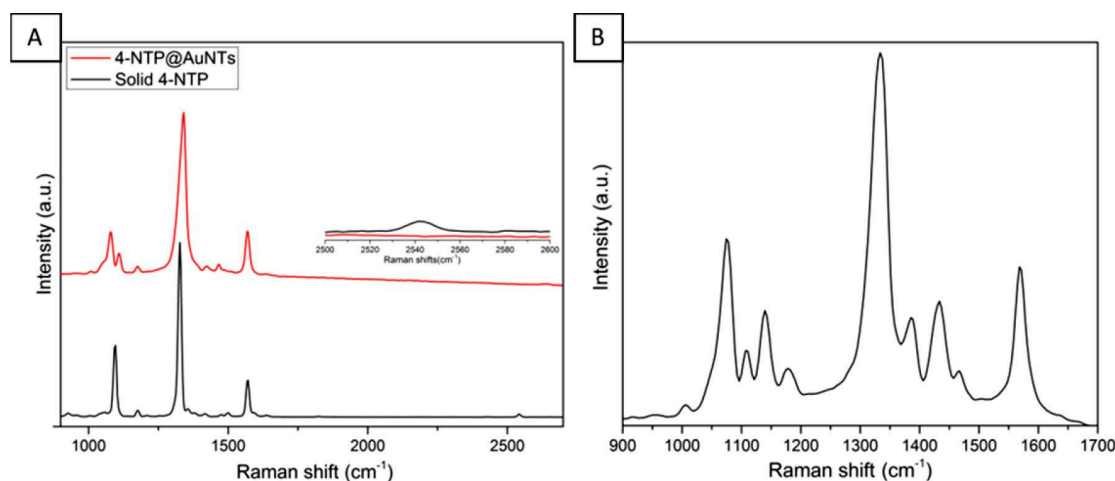 A
4-NTP@AuNTs
Solid 4-NTP
Intensity (a.u.)
2500 2520 2540 2560 2580 2600
Raman shifts(cm-1)
1000 1500 2000 2500
Raman shift (cm-1)
B
Intensity (a.u.)
900 1000 1100 1200 1300 1400 1500 1600 1700
Raman shift (cm-1)